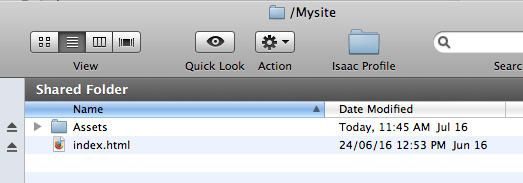 /Mysite
View
Quick Look
Action
Isaac Profile
Searc
Shared Folder
Name
Date Modified
Assets
Today, 11:45 AM Jul 16
index.html
24/06/16 12:53 PM Jun 16